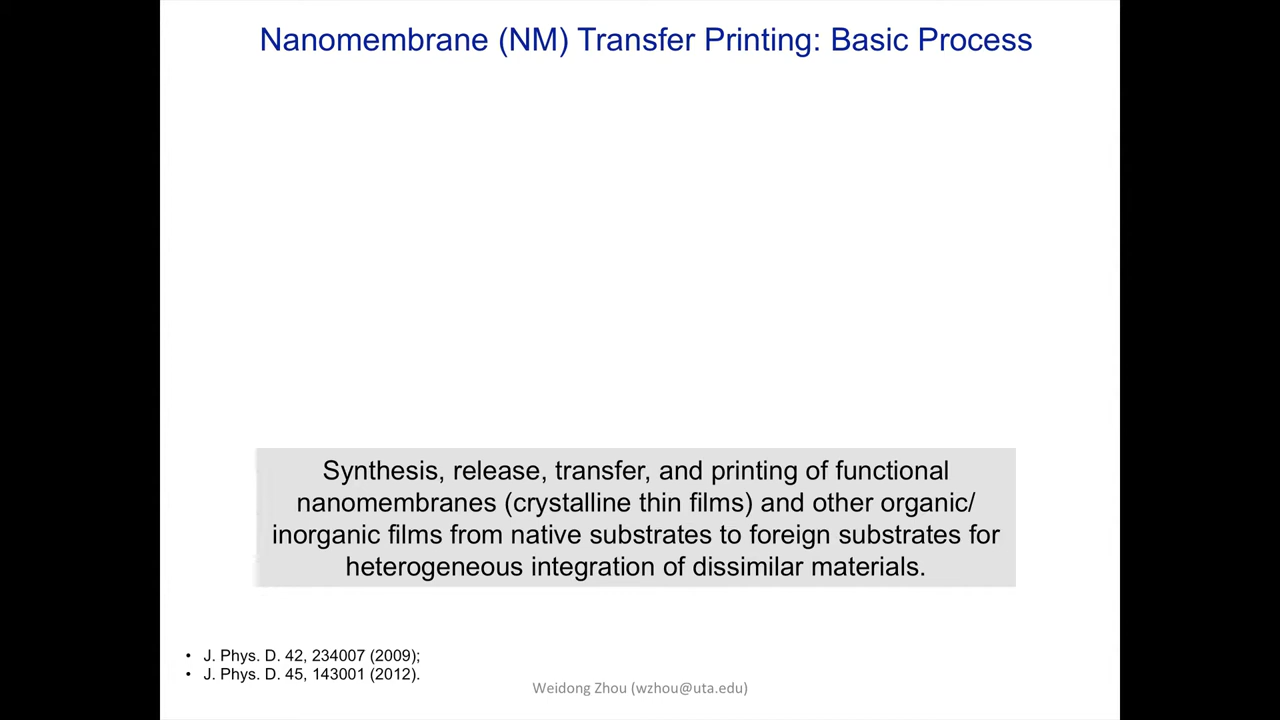 Nanomembrane (NM) Transfer Printing: Basic Process
Synthesis, release, transfer, and printing of functional
nanomembranes (crystalline thin films) and other organic/
inorganic films from native substrates to foreign substrates for
heterogeneous integration of dissimilar materials.
• J. Phys. D. 42, 234007 (2009);
• J. Phys. D. 45, 143001 (2012).
Weidong Zhou (wzhou@uta.edu)